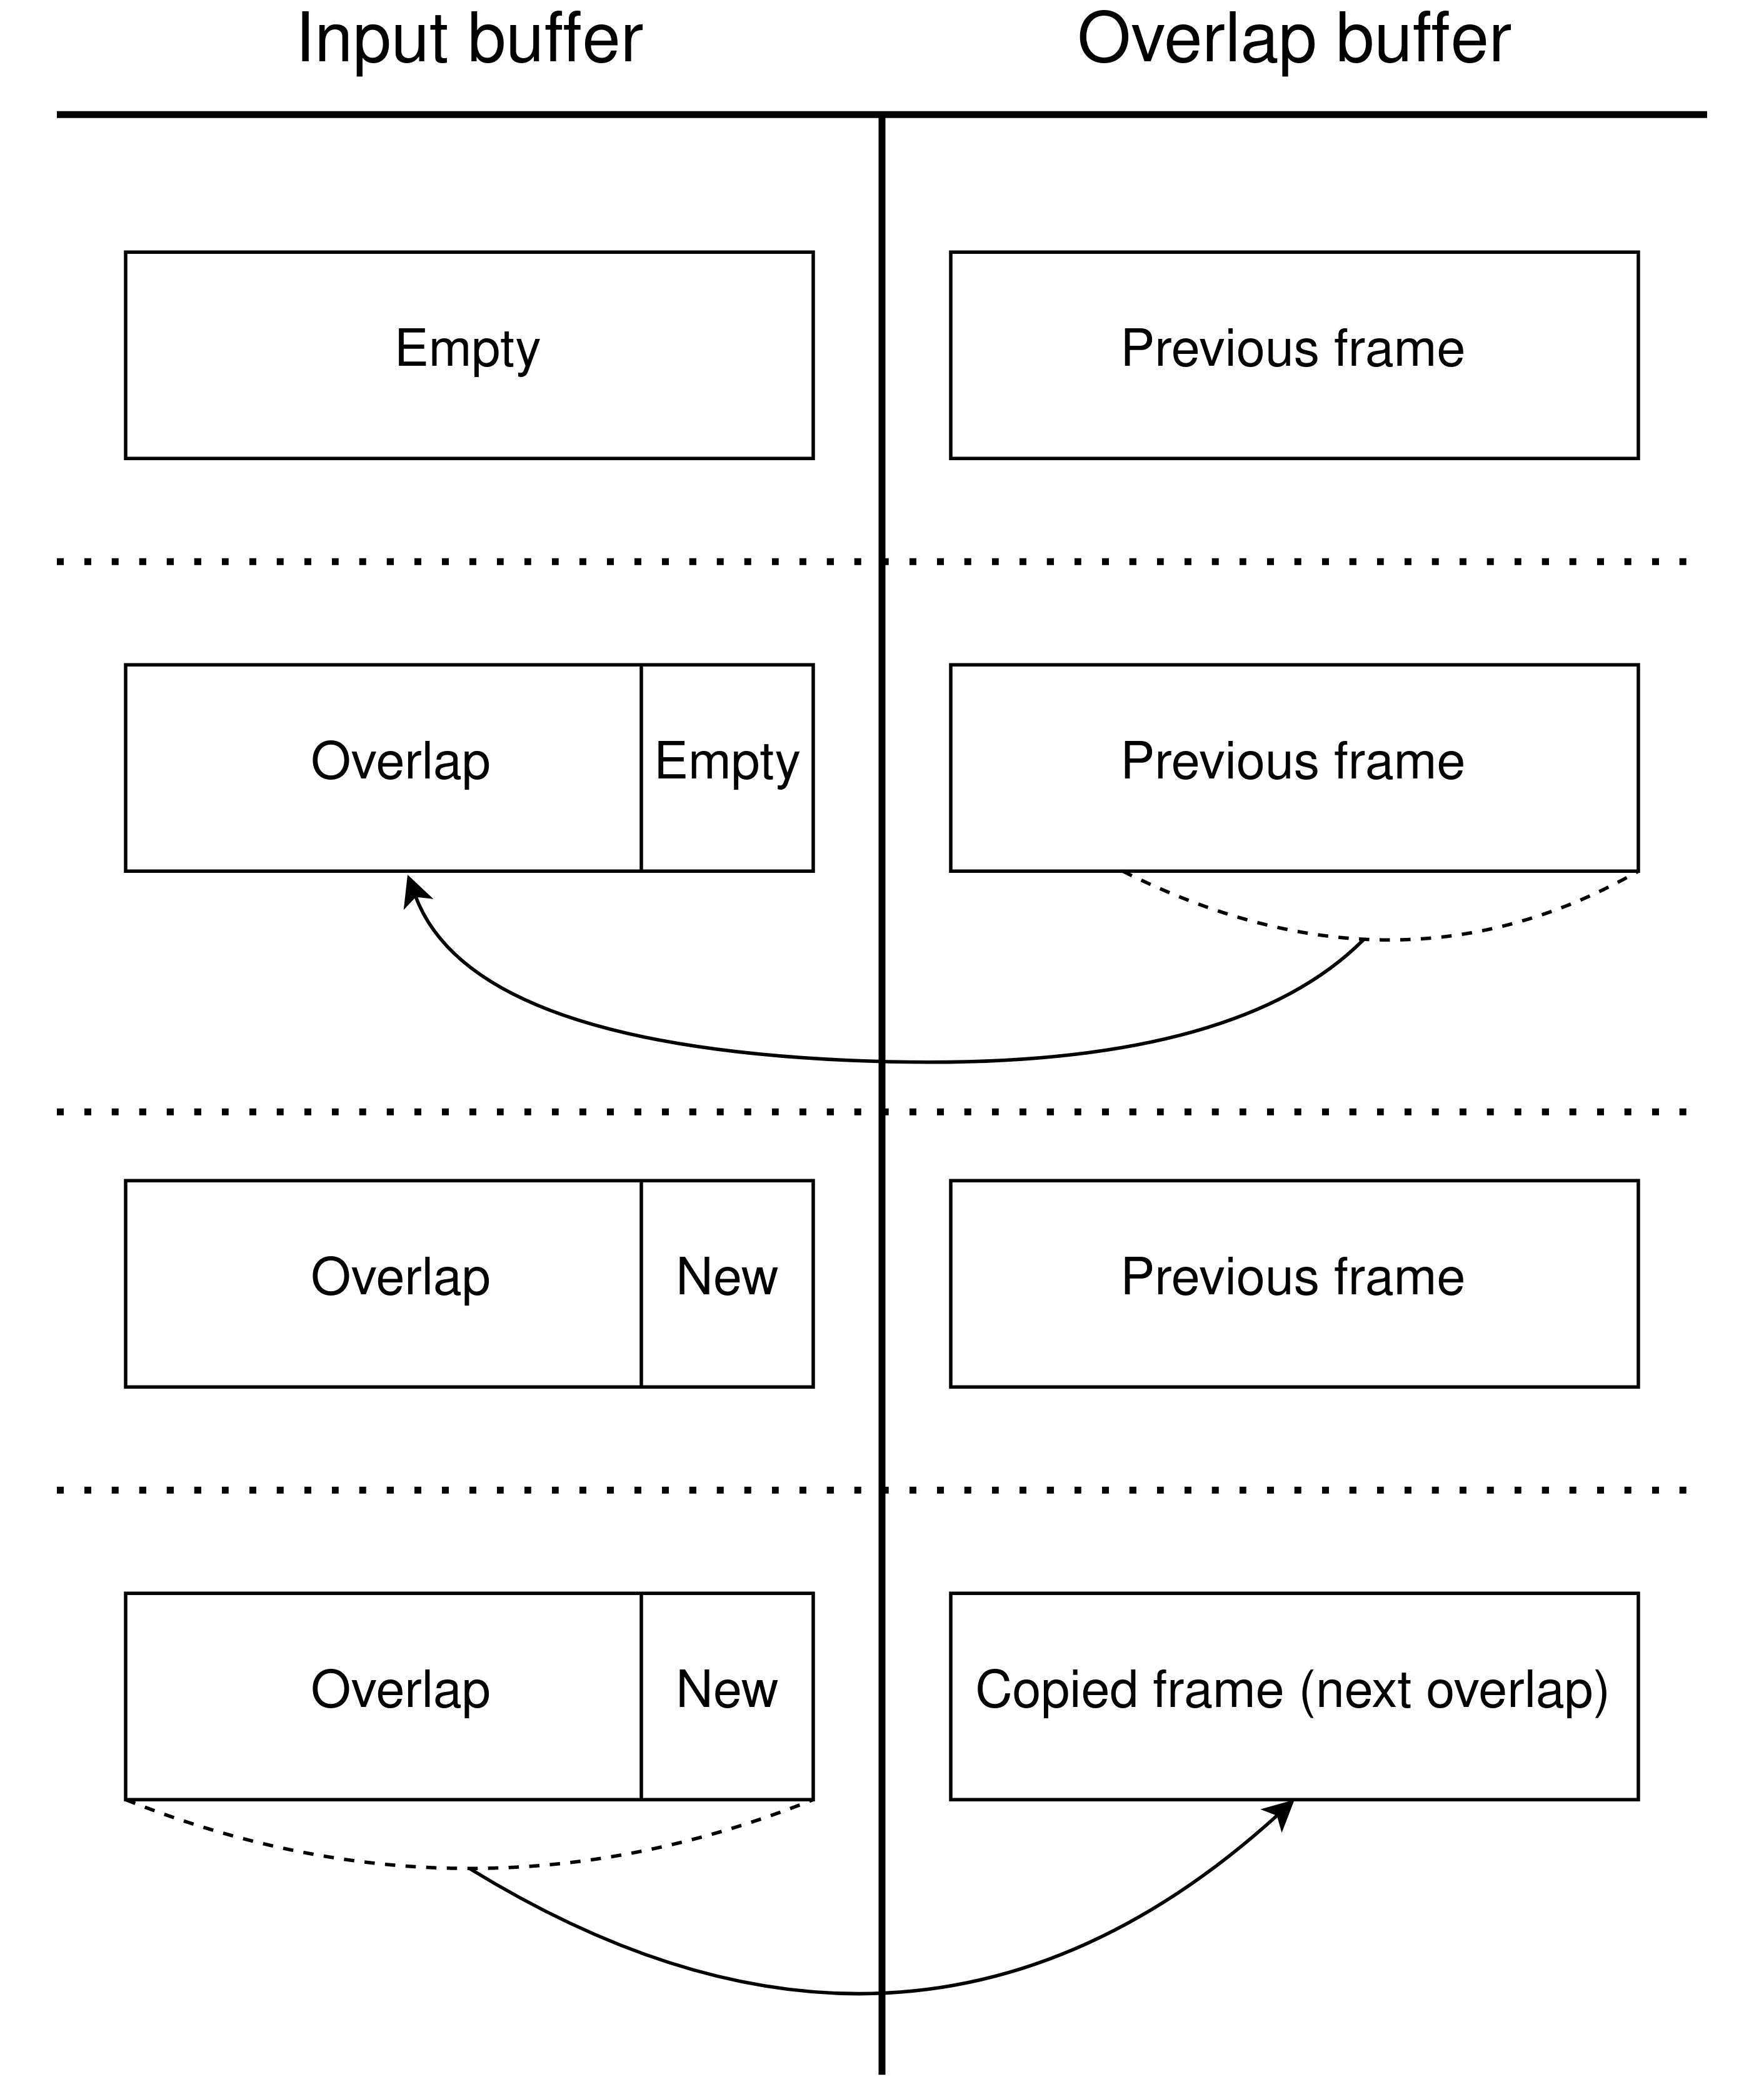 Input buffer
Overlap buffer
Empty
Previous frame
Overlap
Empty
Previous frame
Overlap
New
Previous frame
Overlap
New
Copied frame (next overlap)